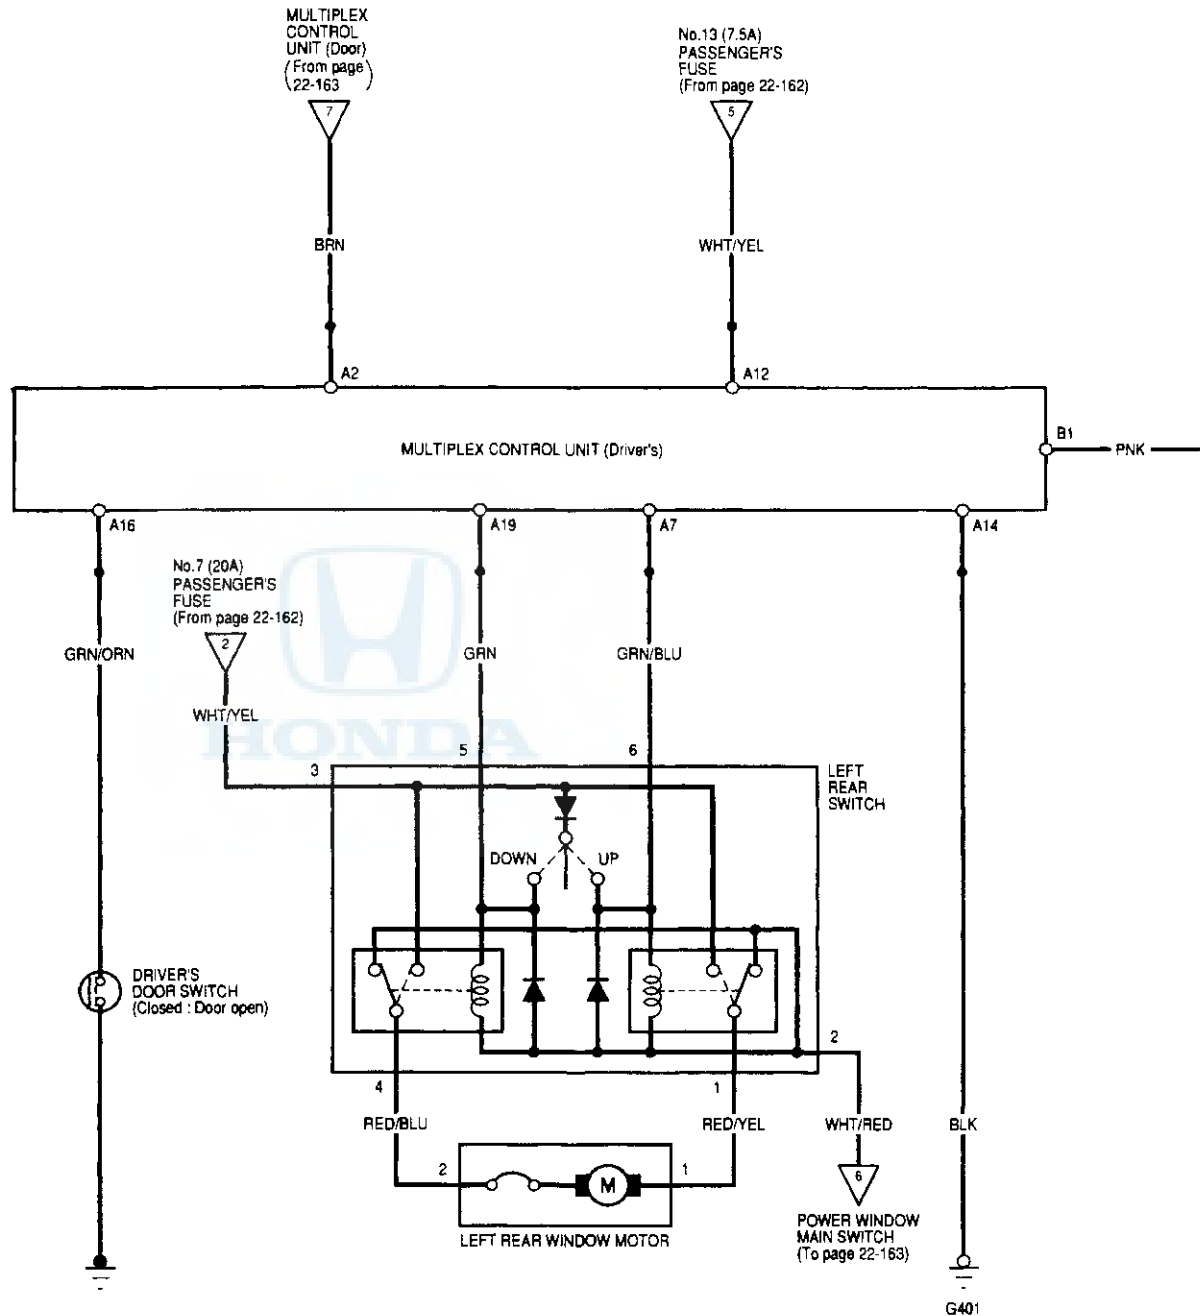 MULTIPLEX
CONTROL
UNIT (Door)
(From page
22-163)
7
No.13 (7.5A)
PASSENGER'S
FUSE
(From page 22-162)
5
BRN
WHT/YEL
A2
A12
MULTIPLEX CONTROL UNIT (Driver's)
B1
PNK
A16
A19
A7
A14
No.7 (20A)
PASSENGER'S
FUSE
(From page 22-162)
2
GRN/ORN
GRN
GRN/BLU
WHT/YEL
HONDA
5
6
3
LEFT
REAR
SWITCH
DOWN
UP
DRIVER'S
DOOR SWITCH
(Closed : Door open)
2
4
1
RED/BLU
RED/YEL
WHT/RED
BLK
2
M
1
6
LEFT REAR WINDOW MOTOR
POWER WINDOW
MAIN SWITCH
(To page 22-163)
G401